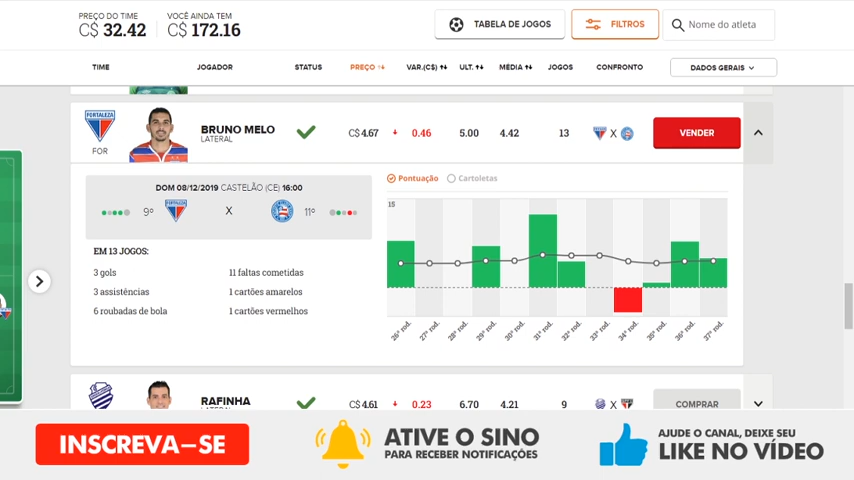 PREÇO DO TIME
C$ 32.42
VOCÊ AINDA TEM
C$ 172.16
TABELA DE JOGOS
FILTROS
Nome do atleta
TIME JOGADOR STATUS PREÇO VAR.(C$) ULT. MÉDIA JOGOS CONFRONTO DADOS GERAIS
FORTALEZA
FOR
BRUNO MELO
LATERAL
C$ 4.67 0.46 5.00 4.42 13 X VENDER
DOM 08/12/2019 CASTELÃO (CE) 16:00
9º X 11º
EM 13 JOGOS:
3 gols 11 faltas cometidas
3 assistências 1 cartões amarelos
6 roubadas de bola 1 cartões vermelhos
Pontuação Cartoletas
15
26ª rod. 27ª rod. 28ª rod. 29ª rod. 30ª rod. 31ª rod. 32ª rod. 33ª rod. 34ª rod. 35ª rod. 36ª rod. 37ª rod.
RAFINHA
C$ 4.61 0.23 6.70 4.21 9 X COMPRAR
INSCREVA-SE
ATIVE O SINO
PARA RECEBER NOTIFICAÇÕES
AJUDE O CANAL, DEIXE SEU
LIKE NO VÍDEO